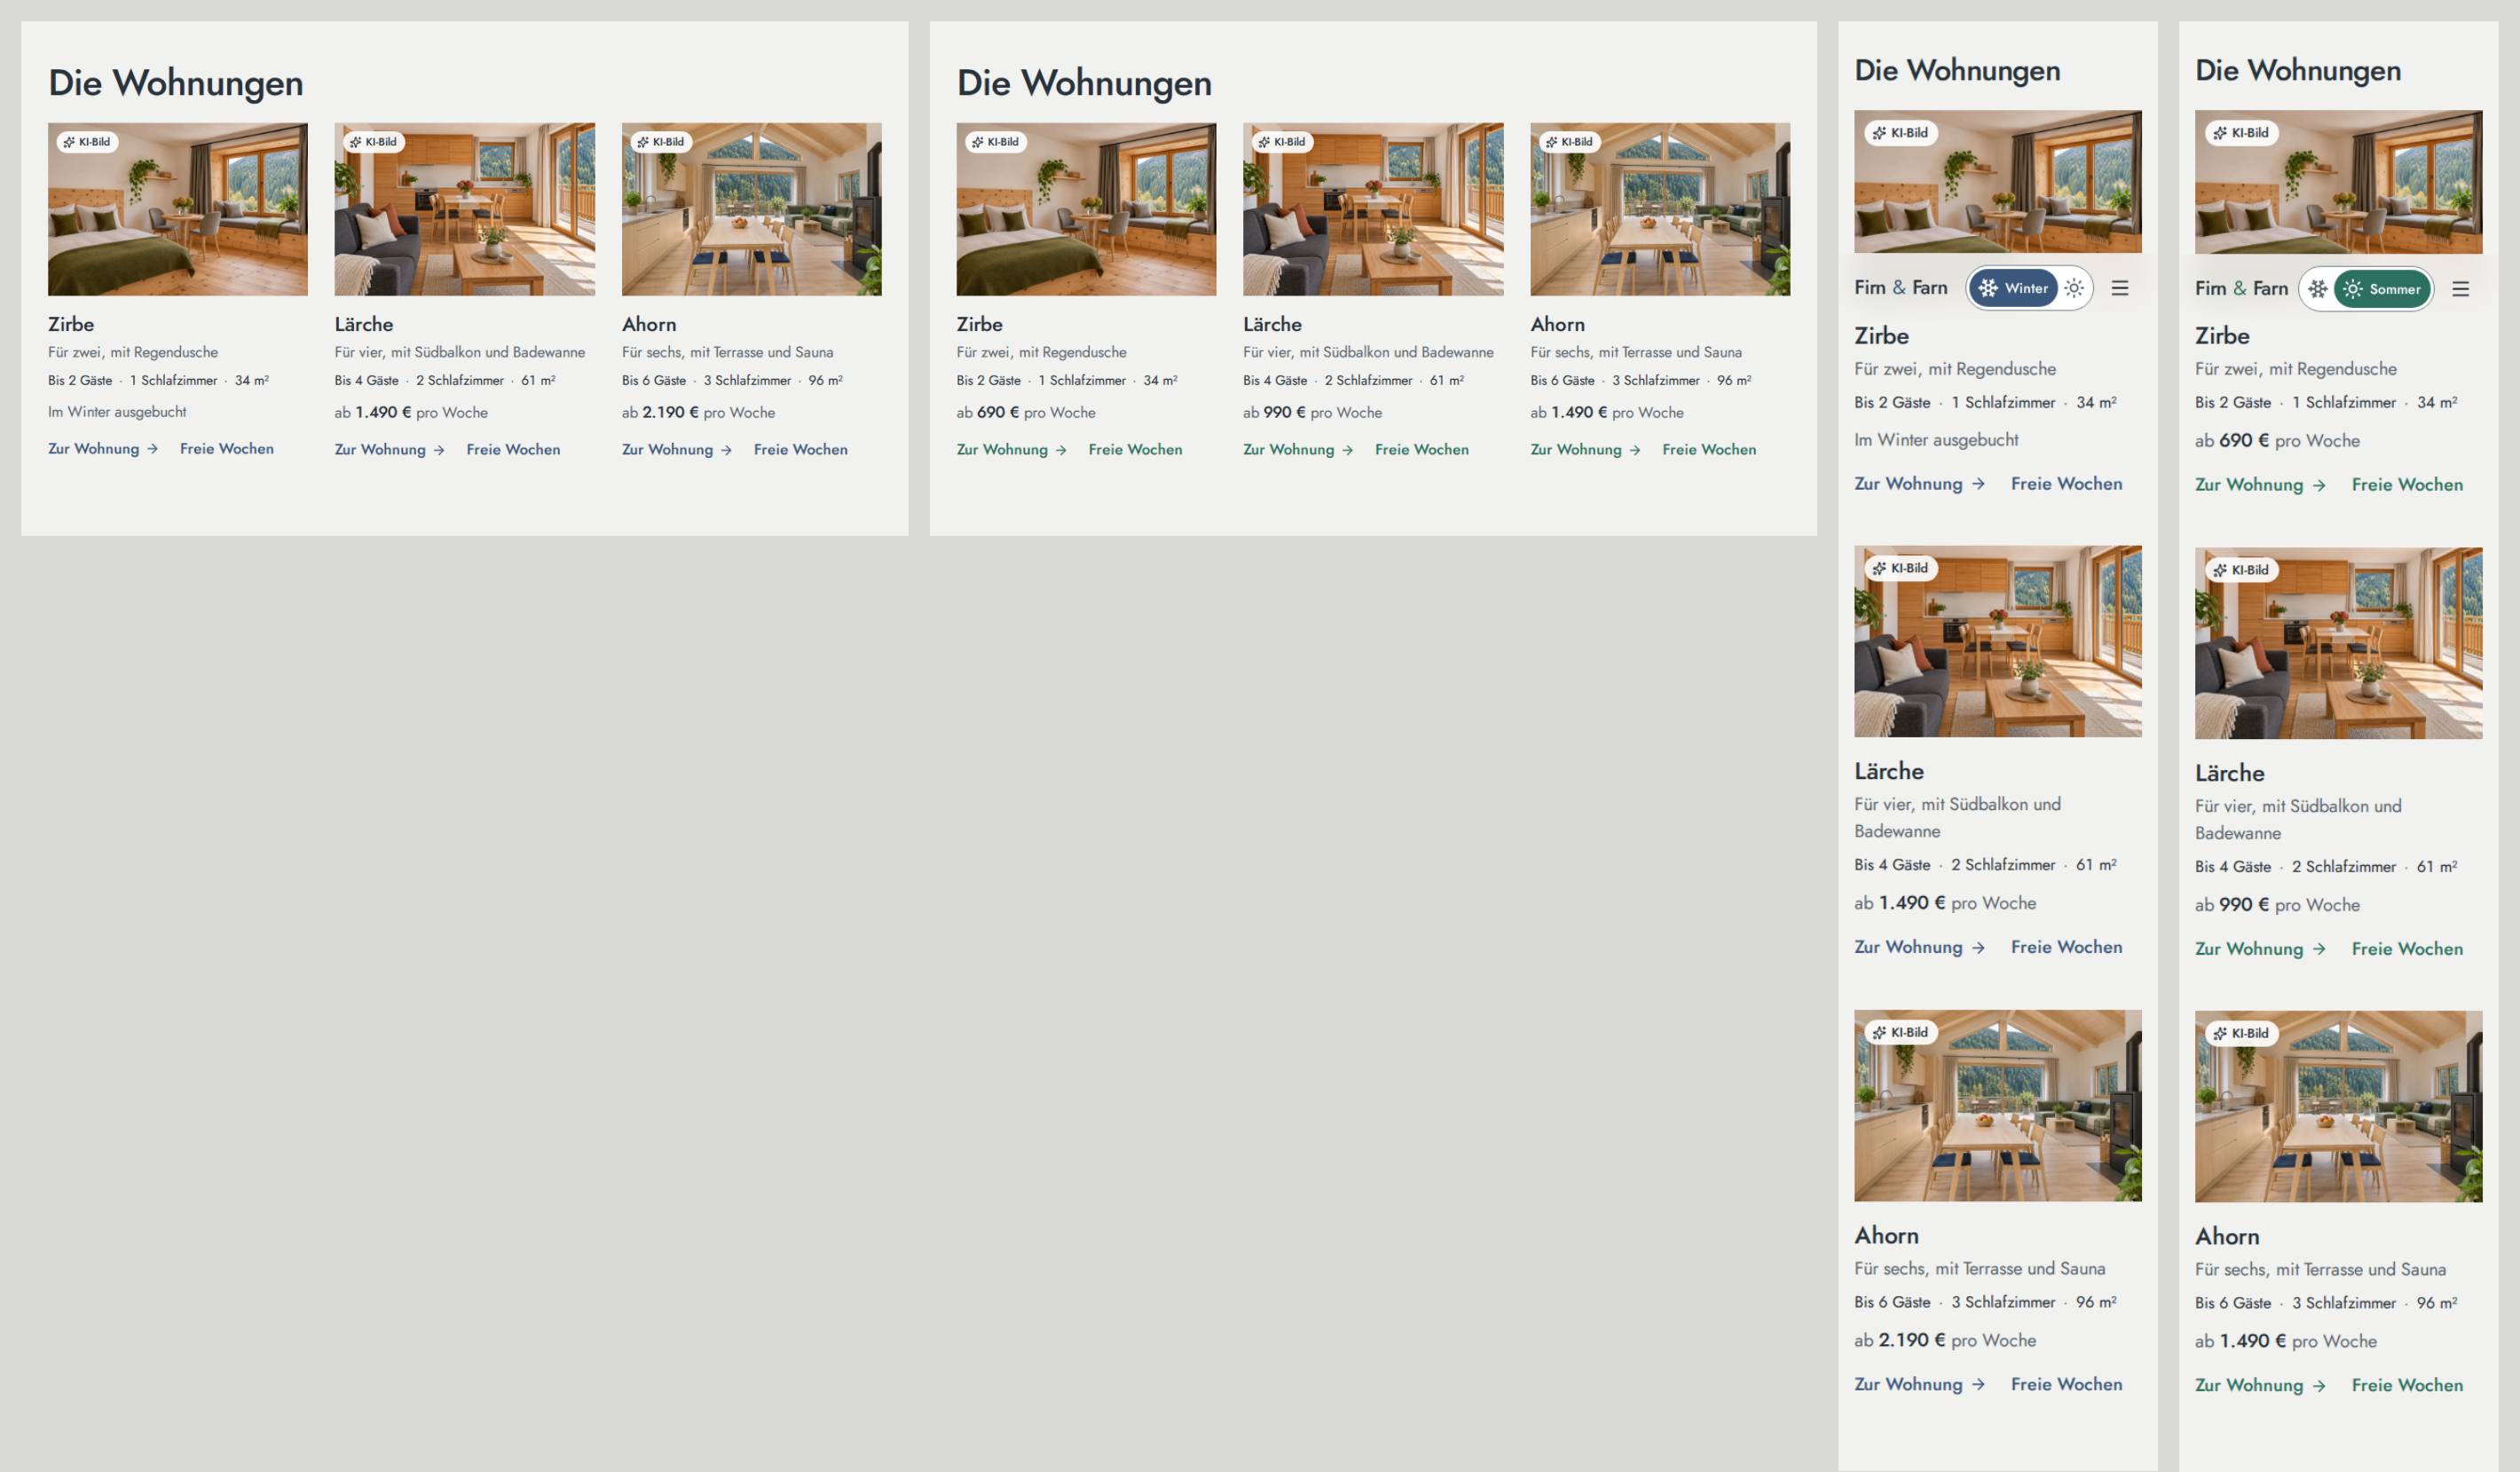 Die Wohnungen
KI-Bild
KI-Bild
KI-Bild
Zirbe
Für zwei, mit Regendusche
Bis 2 Gäste · 1 Schlafzimmer · 34 m²
Im Winter ausgebucht
Zur Wohnung → Freie Wochen
Lärche
Für vier, mit Südbalkon und Badewanne
Bis 4 Gäste · 2 Schlafzimmer · 61 m²
ab 1.490 € pro Woche
Zur Wohnung → Freie Wochen
Ahorn
Für sechs, mit Terrasse und Sauna
Bis 6 Gäste · 3 Schlafzimmer · 96 m²
ab 2.190 € pro Woche
Zur Wohnung → Freie Wochen
Die Wohnungen
KI-Bild
KI-Bild
KI-Bild
Zirbe
Für zwei, mit Regendusche
Bis 2 Gäste · 1 Schlafzimmer · 34 m²
ab 690 € pro Woche
Zur Wohnung → Freie Wochen
Lärche
Für vier, mit Südbalkon und Badewanne
Bis 4 Gäste · 2 Schlafzimmer · 61 m²
ab 990 € pro Woche
Zur Wohnung → Freie Wochen
Ahorn
Für sechs, mit Terrasse und Sauna
Bis 6 Gäste · 3 Schlafzimmer · 96 m²
ab 1.490 € pro Woche
Zur Wohnung → Freie Wochen
Die Wohnungen
KI-Bild
Firn & Farn Winter
Zirbe
Für zwei, mit Regendusche
Bis 2 Gäste · 1 Schlafzimmer · 34 m²
Im Winter ausgebucht
Zur Wohnung → Freie Wochen
KI-Bild
Lärche
Für vier, mit Südbalkon und
Badewanne
Bis 4 Gäste · 2 Schlafzimmer · 61 m²
ab 1.490 € pro Woche
Zur Wohnung → Freie Wochen
KI-Bild
Ahorn
Für sechs, mit Terrasse und Sauna
Bis 6 Gäste · 3 Schlafzimmer · 96 m²
ab 2.190 € pro Woche
Zur Wohnung → Freie Wochen
Die Wohnungen
KI-Bild
Firn & Farn Sommer
Zirbe
Für zwei, mit Regendusche
Bis 2 Gäste · 1 Schlafzimmer · 34 m²
ab 690 € pro Woche
Zur Wohnung → Freie Wochen
KI-Bild
Lärche
Für vier, mit Südbalkon und
Badewanne
Bis 4 Gäste · 2 Schlafzimmer · 61 m²
ab 990 € pro Woche
Zur Wohnung → Freie Wochen
KI-Bild
Ahorn
Für sechs, mit Terrasse und Sauna
Bis 6 Gäste · 3 Schlafzimmer · 96 m²
ab 1.490 € pro Woche
Zur Wohnung → Freie Wochen